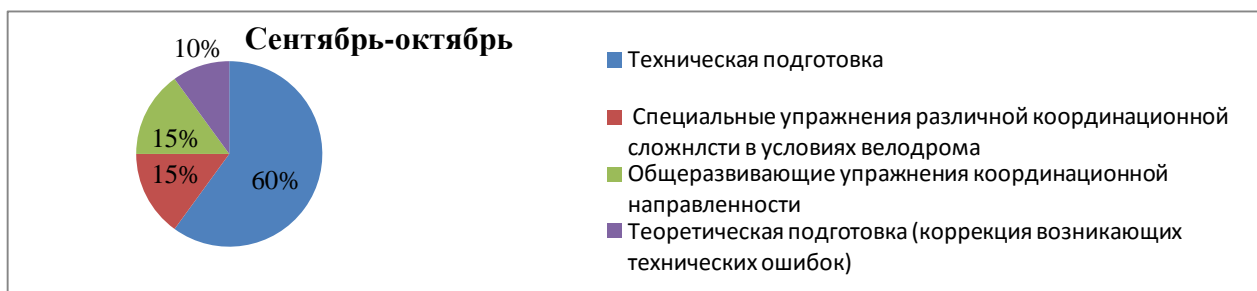 Сентябрь-октябрь
10%
15%
15%
60%
Техническая подготовка
Специальные упражнения различной координационной
сложнлсти в условиях велодрома
Общеразвивающие упражнения координационной
направленности
Теоретическая подготовка (коррекция возникающих
технических ошибок)